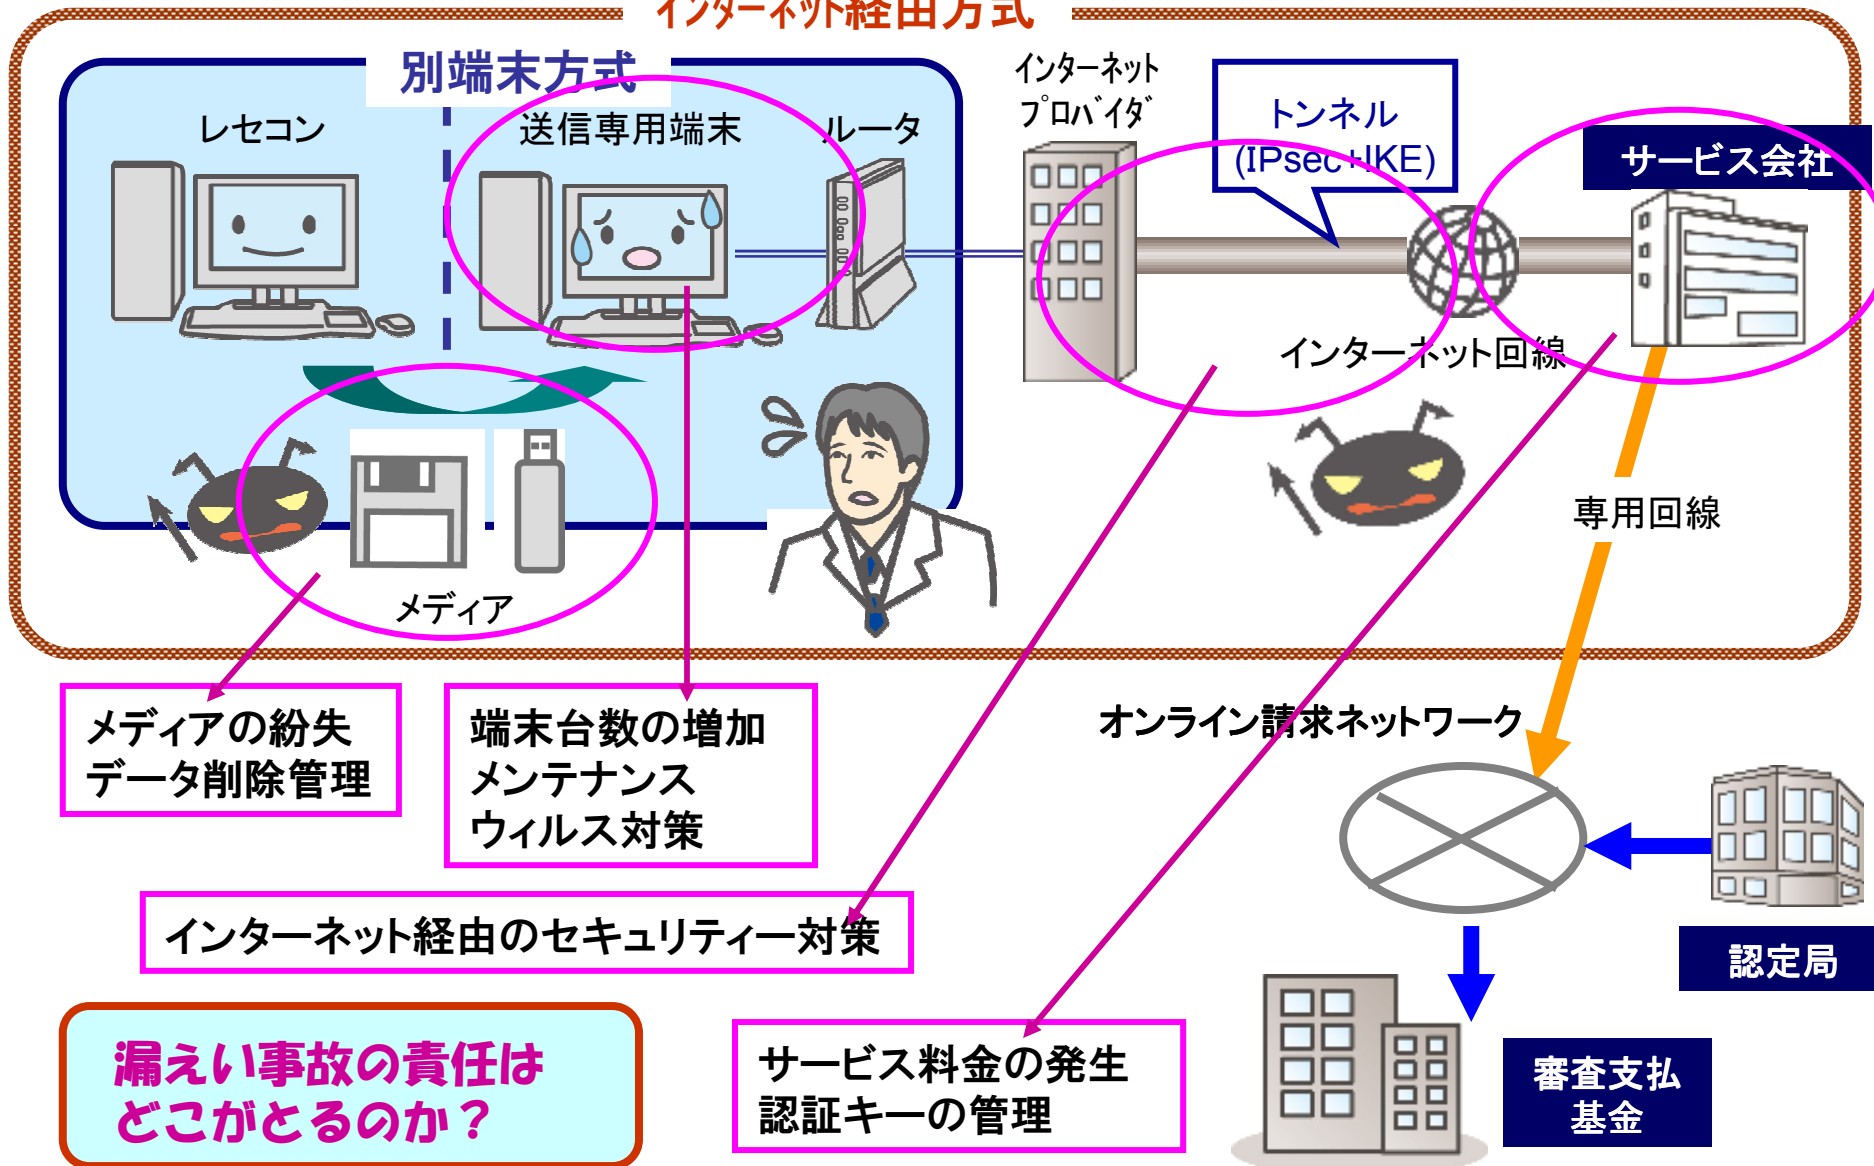 インターネット経由方式
別端末方式
レセコン
送信専用端末
ルータ
インターネット
プロバイダ
トンネル
(IPsec+IKE)
サービス会社
インターネット回線
専用回線
メディア
メディアの紛失
データ削除管理
端末台数の増加
メンテナンス
ウィルス対策
オンライン請求ネットワーク
インターネット経由のセキュリティー対策
認定局
漏えい事故の責任は
どこがとるのか？
サービス料金の発生
認証キーの管理
審査支払
基金